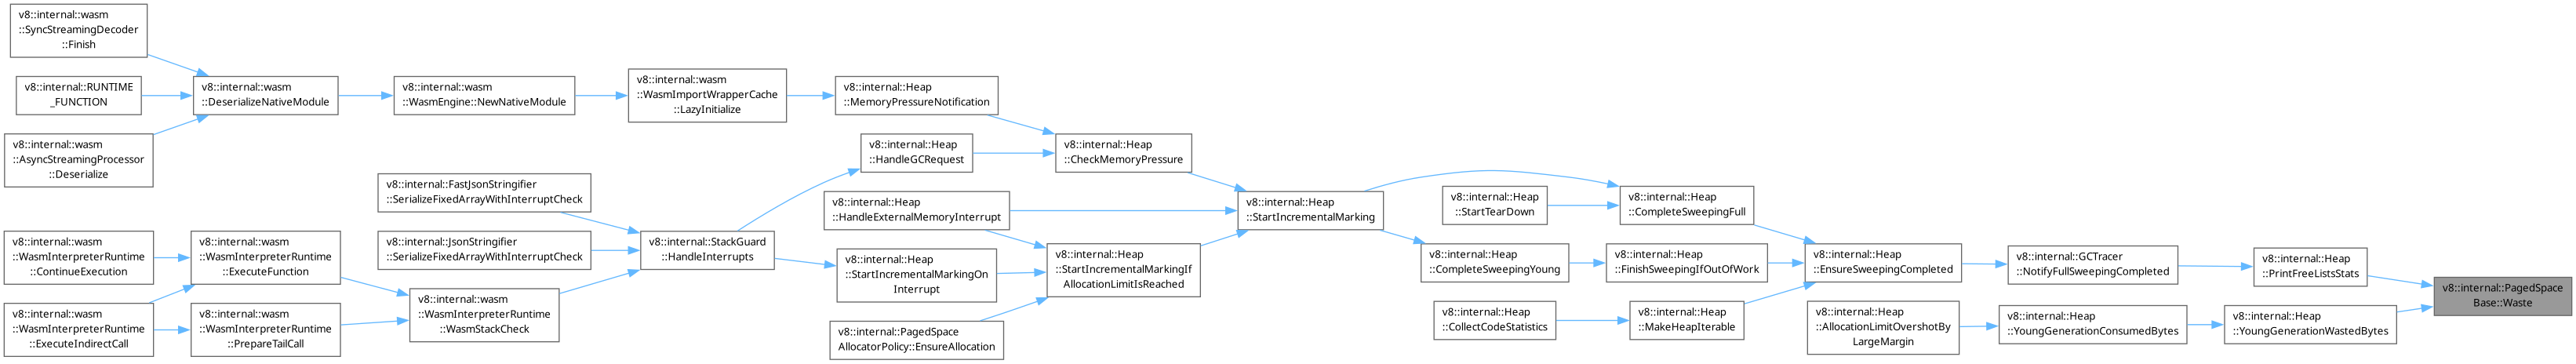 v8::internal::wasm
::SyncStreamingDecoder
::Finish
v8::internal::RUNTIME
_FUNCTION
v8::internal::wasm
::AsyncStreamingProcessor
::Deserialize
v8::internal::wasm
::DeserializeNativeModule
v8::internal::wasm
::WasmEngine::NewNativeModule
v8::internal::wasm
::WasmImportWrapperCache
::LazyInitialize
v8::internal::Heap
::MemoryPressureNotification
v8::internal::Heap
::HandleGCRequest
v8::internal::Heap
::CheckMemoryPressure
v8::internal::FastJsonStringifier
::SerializeFixedArrayWithInterruptCheck
v8::internal::JsonStringifier
::SerializeFixedArrayWithInterruptCheck
v8::internal::wasm
::WasmInterpreterRuntime
::ContinueExecution
v8::internal::wasm
::WasmInterpreterRuntime
::ExecuteFunction
v8::internal::wasm
::WasmInterpreterRuntime
::ExecuteIndirectCall
v8::internal::wasm
::WasmInterpreterRuntime
::PrepareTailCall
v8::internal::wasm
::WasmInterpreterRuntime
::WasmStackCheck
v8::internal::StackGuard
::HandleInterrupts
v8::internal::Heap
::HandleExternalMemoryInterrupt
v8::internal::Heap
::StartIncrementalMarkingOn
Interrupt
v8::internal::PagedSpace
AllocatorPolicy::EnsureAllocation
v8::internal::Heap
::StartIncrementalMarkingIf
AllocationLimitIsReached
v8::internal::Heap
::StartIncrementalMarking
v8::internal::Heap
::StartTearDown
v8::internal::Heap
::CompleteSweepingYoung
v8::internal::Heap
::CollectCodeStatistics
v8::internal::Heap
::CompleteSweepingFull
v8::internal::Heap
::FinishSweepingIfOutOfWork
v8::internal::Heap
::MakeHeapIterable
v8::internal::Heap
::EnsureSweepingCompleted
v8::internal::Heap
::AllocationLimitOvershotBy
LargeMargin
v8::internal::GCTracer
::NotifyFullSweepingCompleted
v8::internal::Heap
::YoungGenerationConsumedBytes
v8::internal::Heap
::PrintFreeListsStats
v8::internal::Heap
::YoungGenerationWastedBytes
v8::internal::PagedSpace
Base::Waste